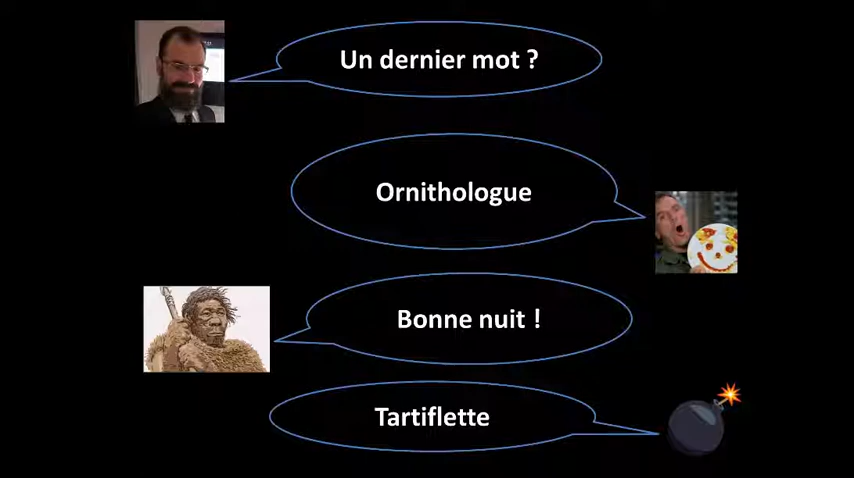 Un dernier mot ?
Ornithologue
Bonne nuit !
Tartiflette